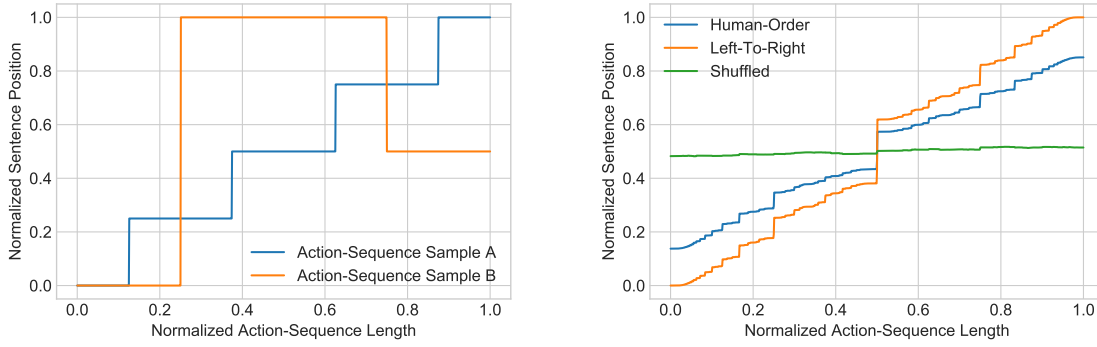 Normalized Sentence Position
1.0
0.8
0.6
0.4
0.2
0.0
Action-Sequence Sample A
Action-Sequence Sample B
0.0 0.2 0.4 0.6 0.8 1.0
Normalized Action-Sequence Length
Normalized Sentence Position
1.0
0.8
0.6
0.4
0.2
0.0
Human-Order
Left-To-Right
Shuffled
0.0 0.2 0.4 0.6 0.8 1.0
Normalized Action-Sequence Length